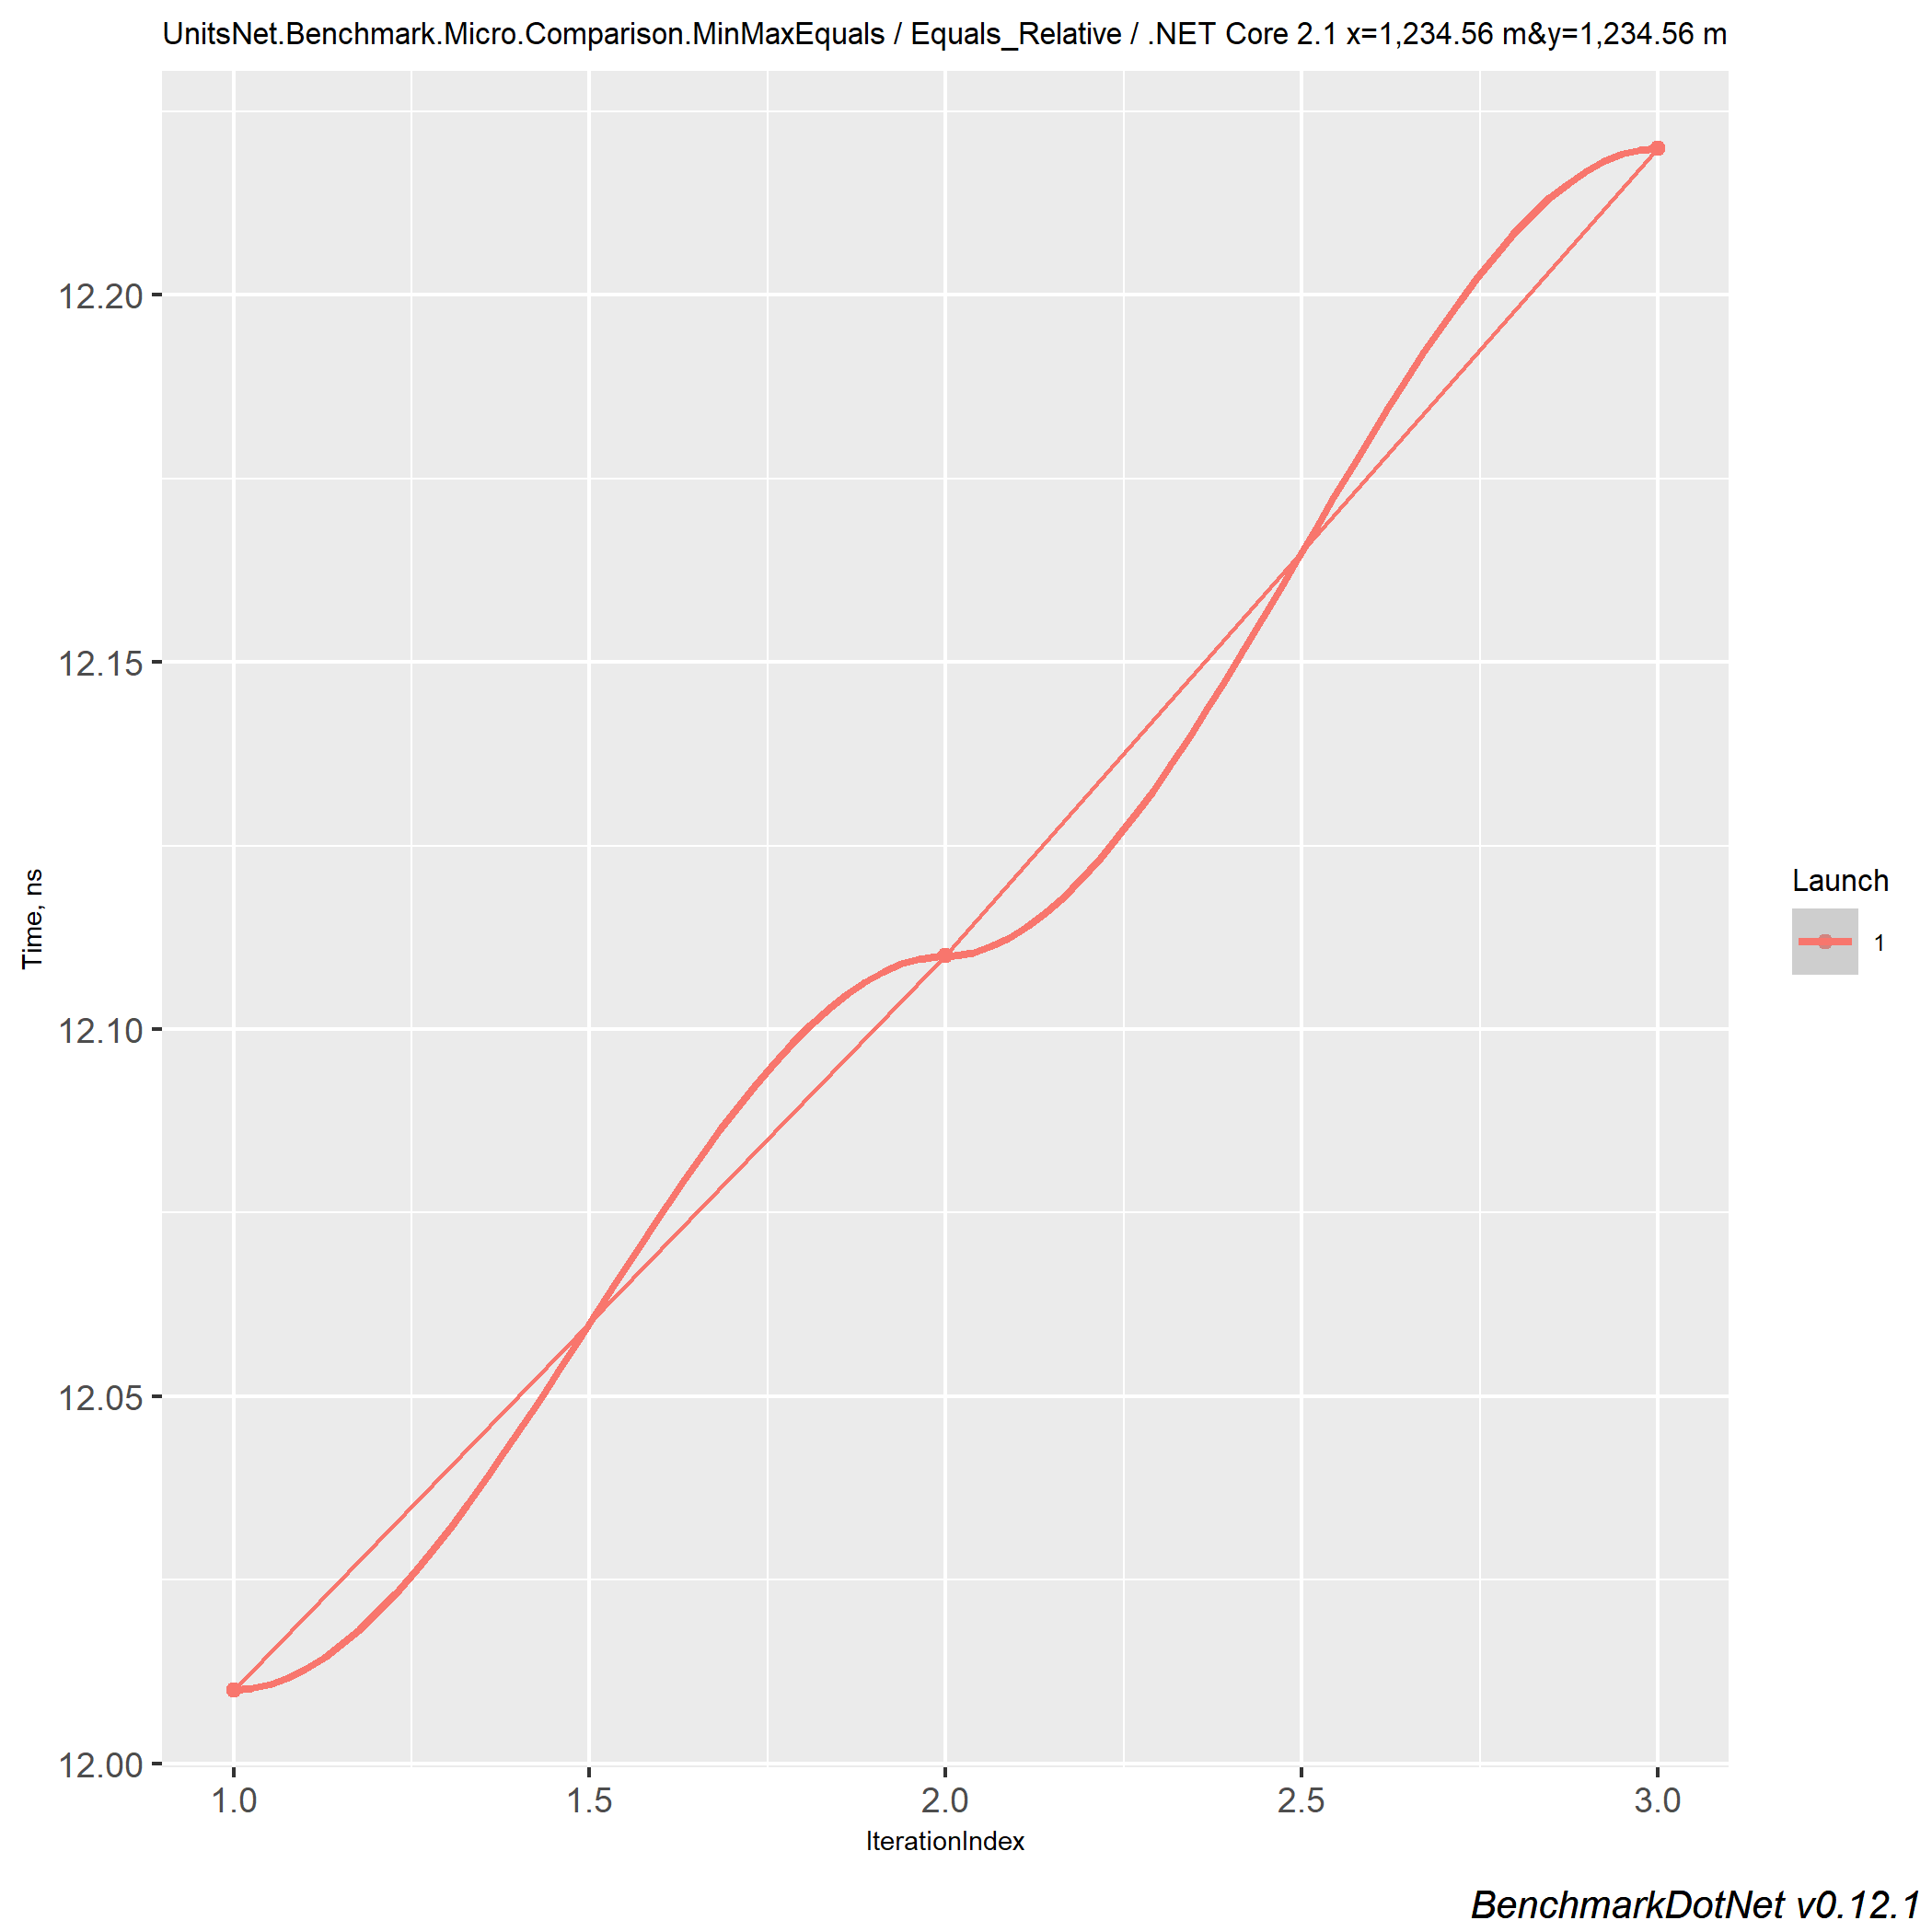 UnitsNet.Benchmark.Micro.Comparison.MinMaxEquals / Equals_Relative / .NET Core 2.1 x=1,234.56 m&y=1,234.56 m
12.20
12.15
12.10
12.05
12.00
Time, ns
1.0 1.5 2.0 2.5 3.0
IterationIndex
Launch
1
BenchmarkDotNet v0.12.1